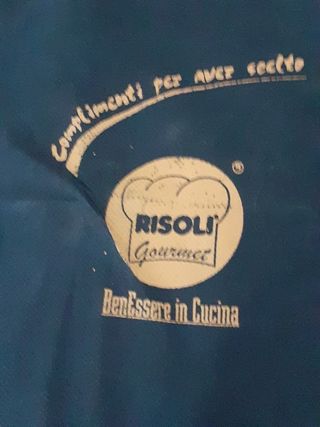 Complimenti per aver scelto
®
RISOLI®
Gourmet
BenEssere in Cucina